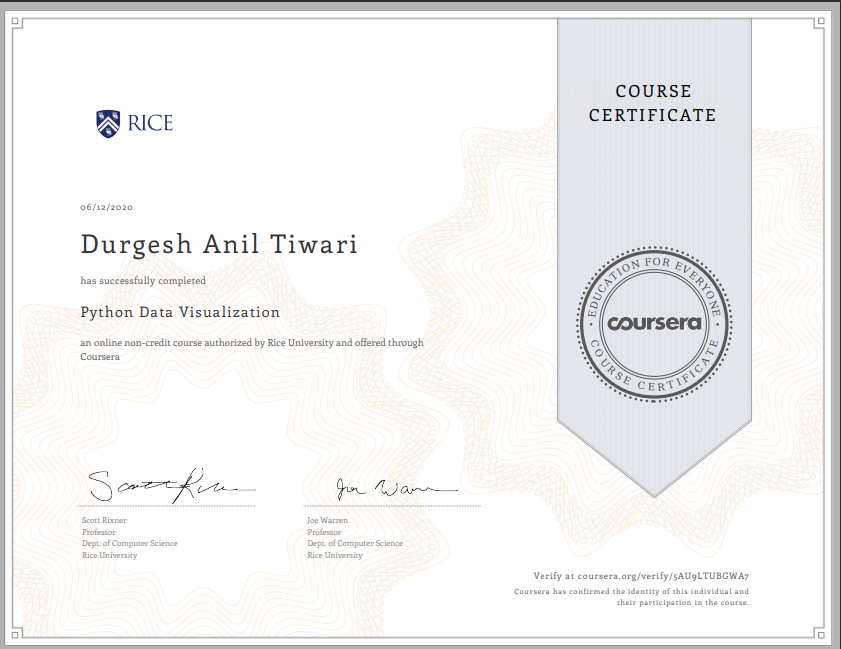 COURSE
CERTIFICATE
RICE
06/12/2020
Durgesh Anil Tiwari
has successfully completed
Python Data Visualization
an online non-credit course authorized by Rice University and offered through
Coursera
EDUCATION FOR EVERYONE
coursera
COURSE CERTIFICATE
Scott Rixner
Professor
Dept. of Computer Science
Rice University
Joe Warren
Professor
Dept. of Computer Science
Rice University
Verify at coursera.org/verify/5AU9LTUBGWA7
Coursera has confirmed the identity of this individual and
their participation in the course.